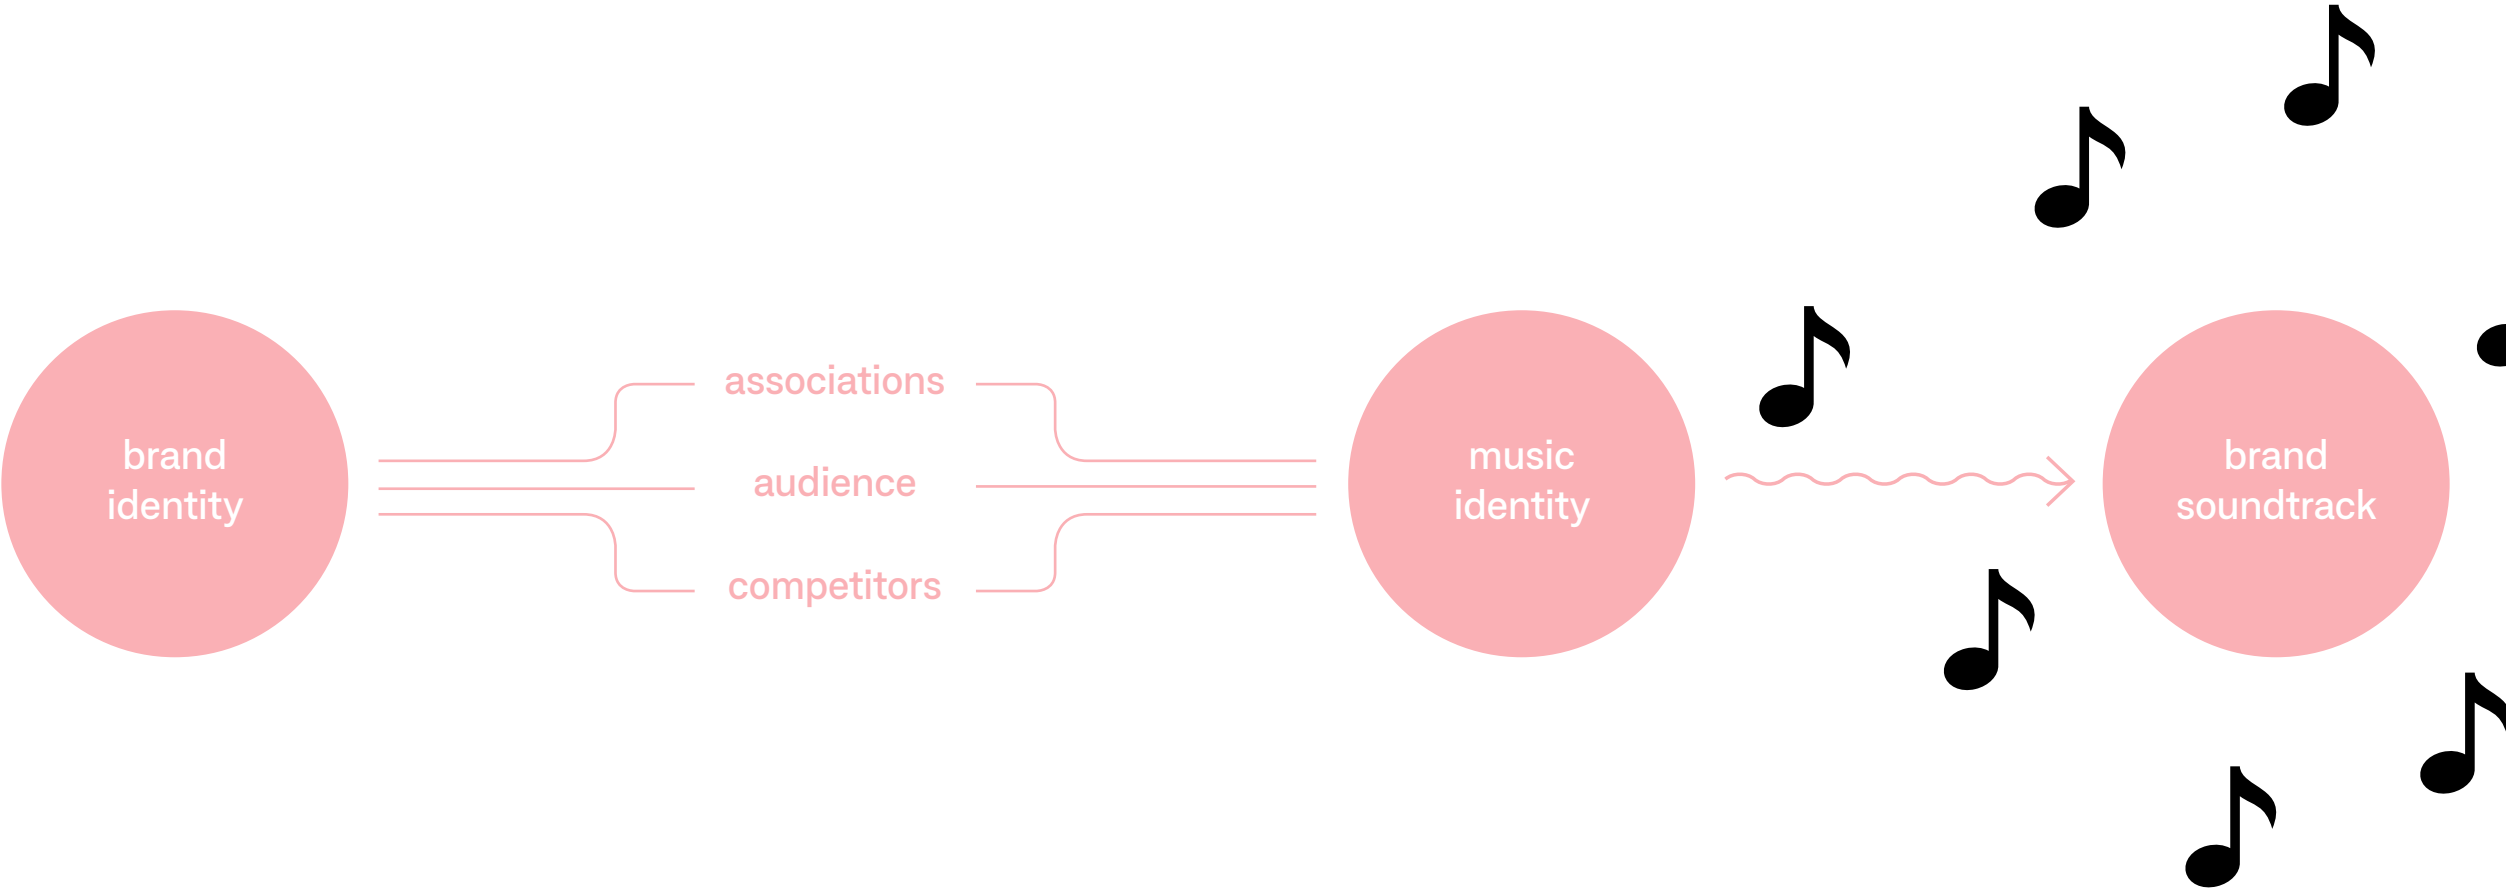 brand
identity
associations
audience
competitors
music
identity
brand
soundtrack